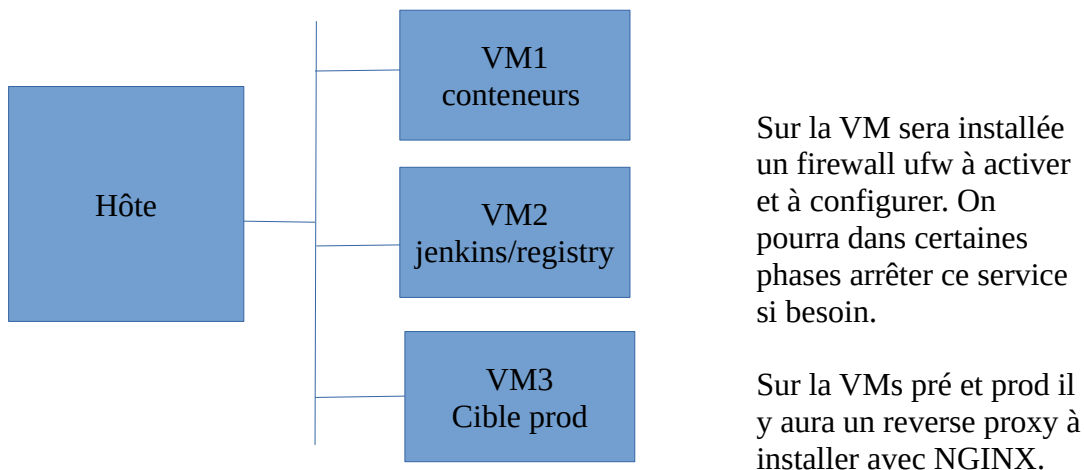 Hôte
VM1
conteneurs
VM2
jenkins/registry
VM3
Cible prod
Sur la VM sera installée
un firewall ufw à activer
et à configurer. On
pourra dans certaines
phases arrêter ce service
si besoin.
Sur la VMs pré et prod il
y aura un reverse proxy à
installer avec NGINX.